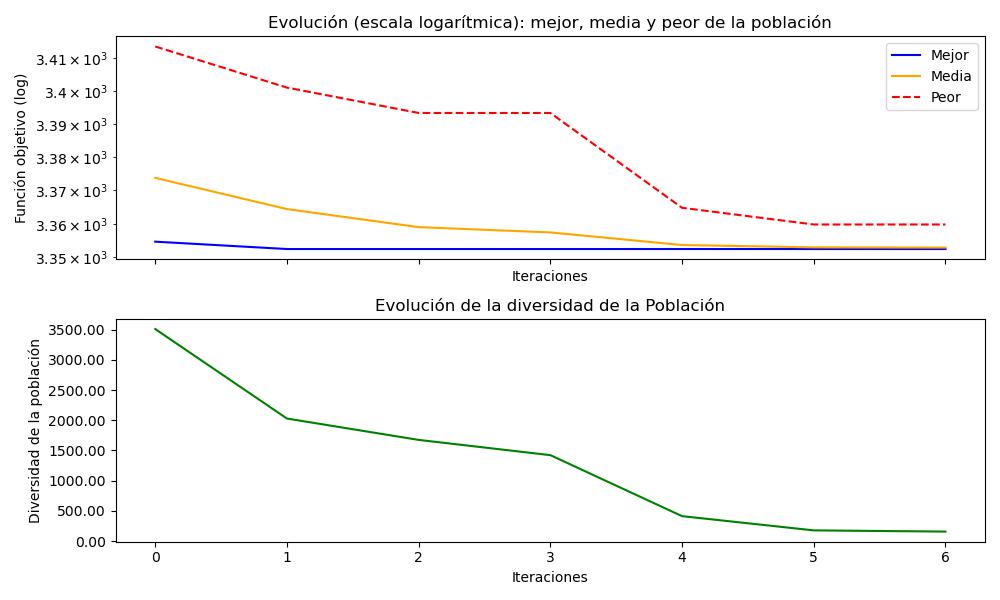 Evolución (escala logarítmica): mejor, media y peor de la población
Función objetivo (log)
3.41 × 10³
3.4 × 10³
3.39 × 10³
3.38 × 10³
3.37 × 10³
3.36 × 10³
3.35 × 10³
Mejor
Media
Peor
Iteraciones
Evolución de la diversidad de la Población
Diversidad de la población
3500.00
3000.00
2500.00
2000.00
1500.00
1000.00
500.00
0.00
0 1 2 3 4 5 6
Iteraciones